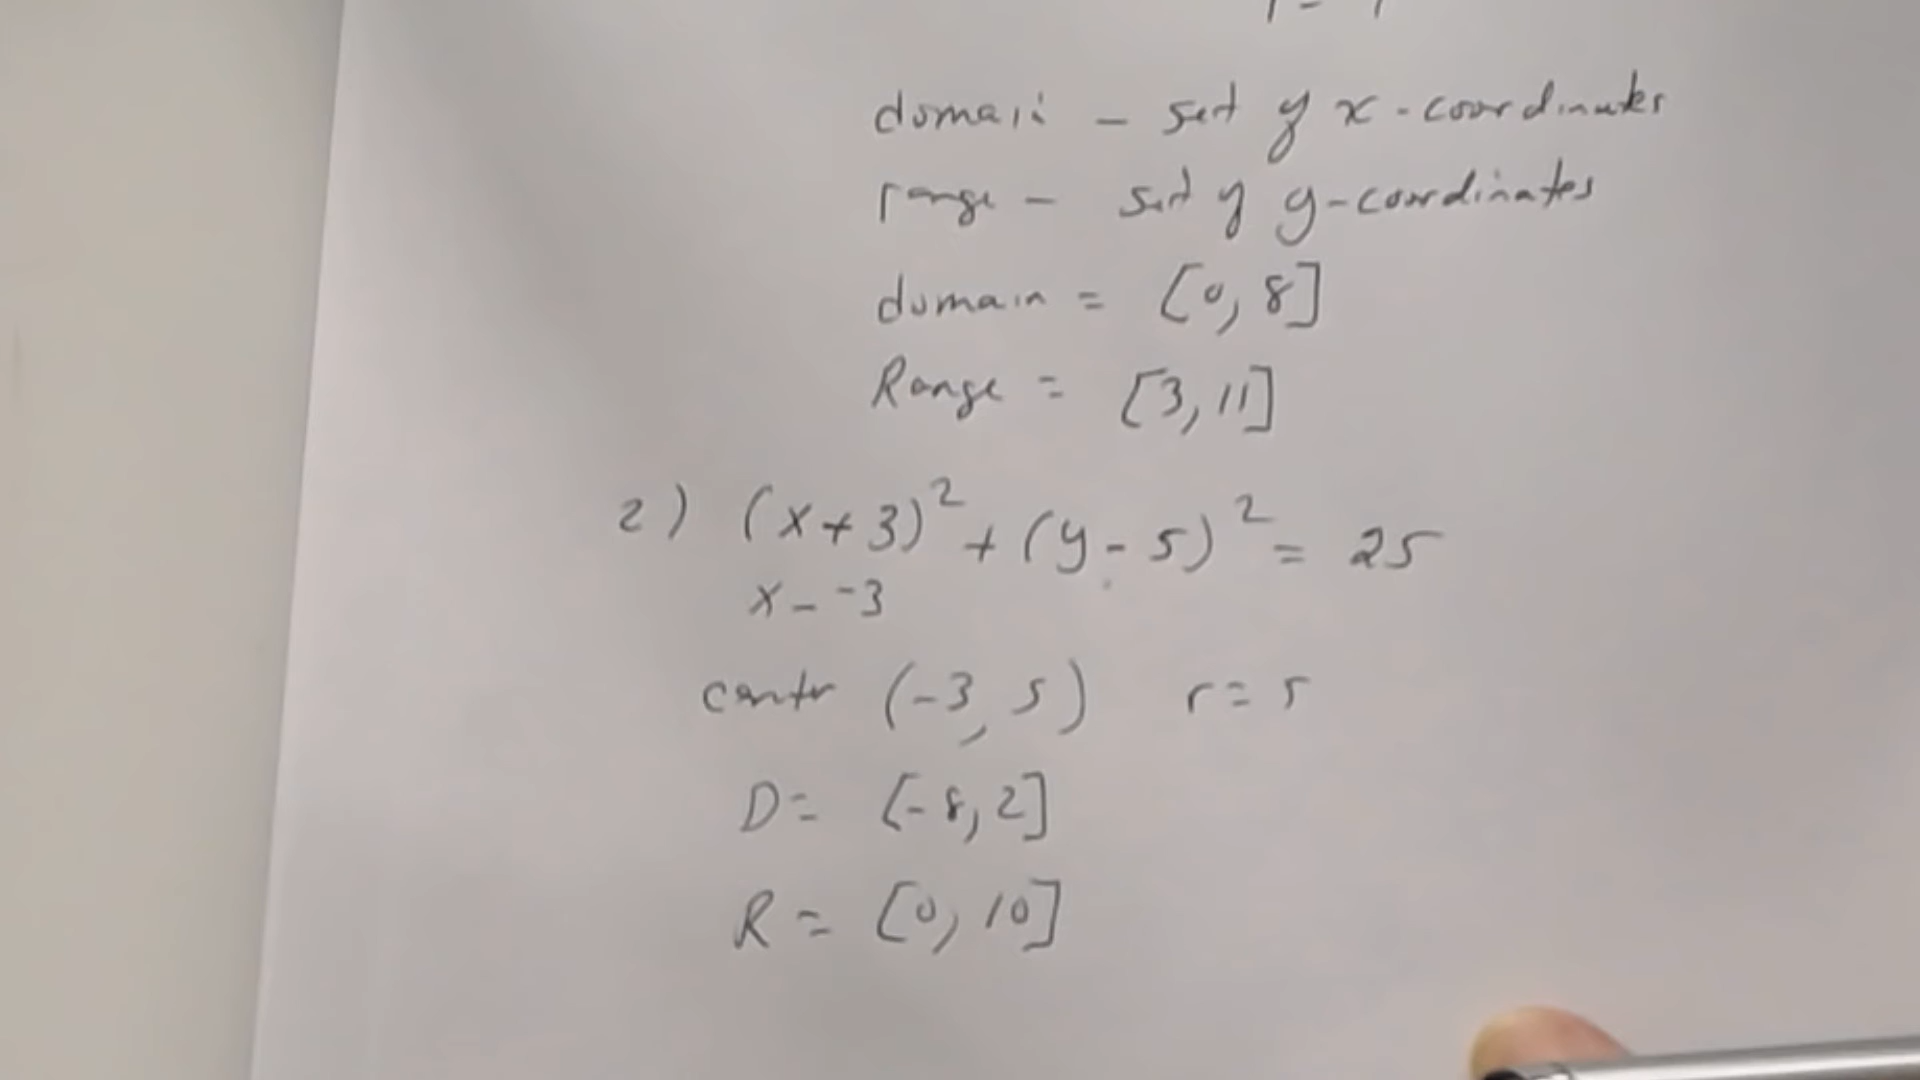 domain - set of x-coordinates
range - set of y-coordinates
domain = [0, 8]
Range = [3, 11]
2) (x+3)² + (y-5)² = 25
x - -3
center (-3, 5) r = 5
D = [-8, 2]
R = [0, 10]